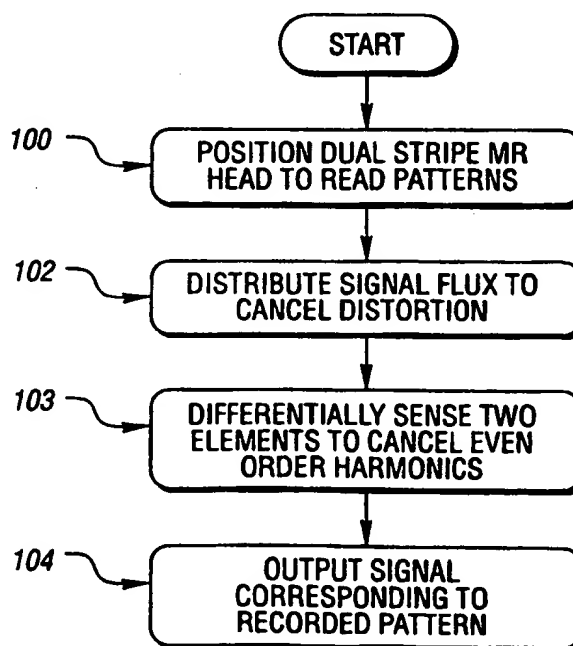 START
100
POSITION DUAL STRIPE MR
HEAD TO READ PATTERNS
102
DISTRIBUTE SIGNAL FLUX TO
CANCEL DISTORTION
103
DIFFERENTIALLY SENSE TWO
ELEMENTS TO CANCEL EVEN
ORDER HARMONICS
104
OUTPUT SIGNAL
CORRESPONDING TO
RECORDED PATTERN